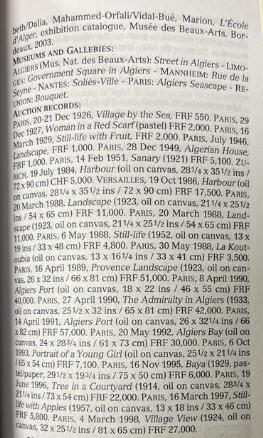 beth/Dalia, Mahammed-Orfali/Vidal-Bué, Marion, L'École
d'Alger, exhibition catalogue, Musée des Beaux-Arts, Bor-
deaux, 2003.
MUSEUMS AND GALLERIES:
ALGIERS (Mus. Nat. des Beaux-Arts): Street in Algiers - LIMO-
GES: Government Square in Algiers - MANNHEIM: Rue de la
Seyne - NANTES: Soliès-Ville - PARIS: Algiers Seascape - RE-
UNION: Bouquet.
AUCTION RECORDS:
PARIS, 20-21 Dec 1926, Village by the Sea, FRF 550. PARIS, 29
Dec 1927, Woman in a Red Scarf (pastel) FRF 2,000. PARIS, 16
March 1929, Still-life with Fruit, FRF 2,000. PARIS, July 1946,
Landscape, FRF 1,000. PARIS, 28 Dec 1949, Algerian House,
FRF 1,000. PARIS, 14 Feb 1951, Sanary (1921) FRF 5,100. ZU-
RICH, 19 July 1984, Harbour (oil on canvas, 28¼ x 35½ ins /
72 x 90 cm) CHF 5,000. VERSAILLES, 19 Oct 1986, Harbour (oil
on canvas, 28¼ x 35½ ins / 72 x 90 cm) FRF 17,500. PARIS,
20 March 1988, Landscape (1923, oil on canvas, 21¼ x 25½
ins / 54 x 65 cm) FRF 11,000. PARIS, 20 March 1988, Land-
scape (1923, oil on canvas, 21¼ x 25½ ins / 54 x 65 cm) FRF
11,000. PARIS, 6 May 1988, Still-life (1952, oil on canvas, 13 x
19 ins / 33 x 48 cm) FRF 4,800. PARIS, 30 May 1988, La Kout-
oubia (oil on canvas, 13 x 16¼ ins / 33 x 41 cm) FRF 3,500.
PARIS, 16 April 1989, Provence Landscape (1923, oil on can-
vas, 26 x 32 ins / 66 x 81 cm) FRF 51,000. PARIS, 8 April 1990,
Algiers Port (oil on canvas, 18 x 22 ins / 46 x 55 cm) FRF
40,000. PARIS, 27 April 1990, The Admiralty in Algiers (1933,
oil on canvas, 25½ x 32 ins / 65 x 81 cm) FRF 42,000. PARIS,
14 April 1991, Algiers Port (oil on canvas, 26 x 32¼ ins / 66
x 82 cm) FRF 57,000. PARIS, 20 May 1992, Algiers Bay (oil on
canvas, 24 x 28¾ ins / 61 x 73 cm) FRF 30,000. PARIS, 6 Oct
1993, Portrait of a Young Girl (oil on canvas, 25½ x 21¼ ins
/ 65 x 54 cm) FRF 7,100. PARIS, 16 Nov 1995, Baya (1929, pas-
tel/paper, 29½ x 19¾ ins / 75 x 50 cm) FRF 6,000. PARIS, 19
June 1996, Tree in a Courtyard (1914, oil on canvas, 28¾ x
21¼ ins / 73 x 54 cm) FRF 22,000. PARIS, 16 March 1997, Still-
life with Apples (1957, oil on canvas, 13 x 18 ins / 33 x 46 cm)
FRF 5,800. PARIS, 4 March 1998, Village View (1924, oil on
canvas, 32 x 25½ ins / 81 x 65 cm) FRF 27,000.